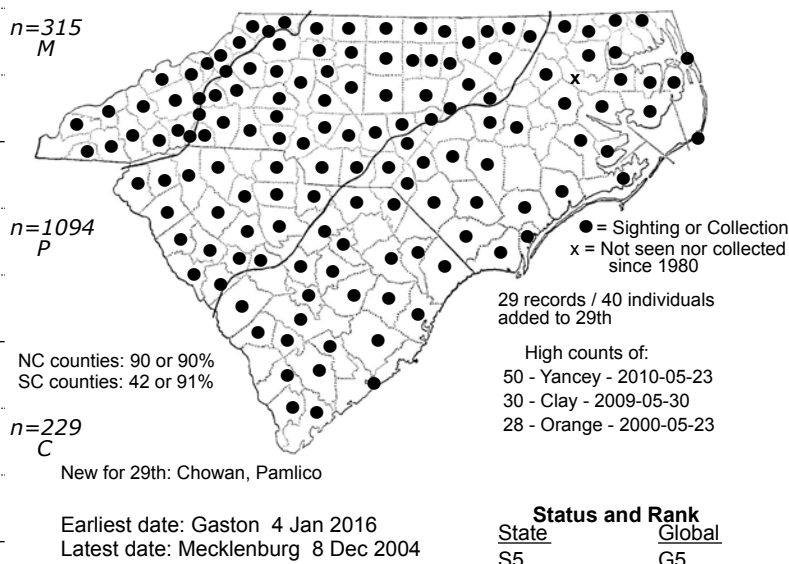 n=315
M
n=1094
P
n=229
C
x
● = Sighting or Collection
x = Not seen nor collected
since 1980
29 records / 40 individuals
added to 29th
High counts of:
50 - Yancey - 2010-05-23
30 - Clay - 2009-05-30
28 - Orange - 2000-05-23
NC counties: 90 or 90%
SC counties: 42 or 91%
New for 29th: Chowan, Pamlico
Earliest date: Gaston 4 Jan 2016
Latest date: Mecklenburg 8 Dec 2004
Status and Rank
State Global
S5 G5